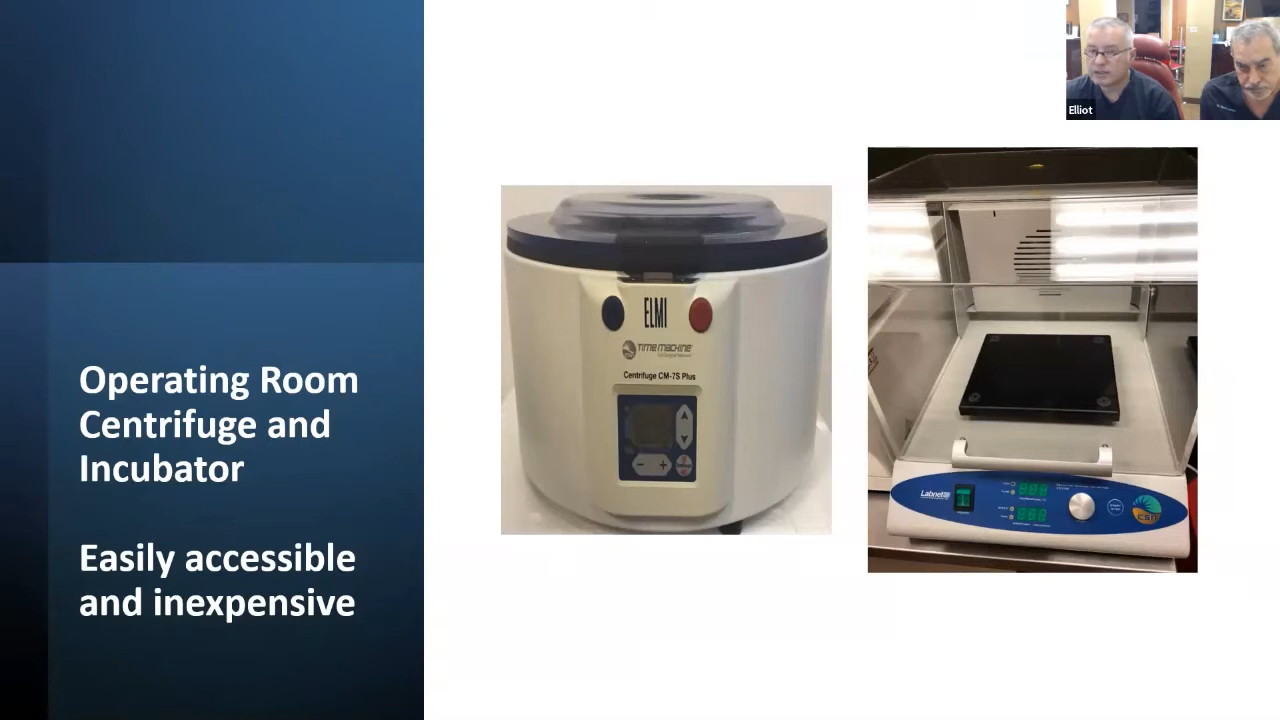 Operating Room
Centrifuge and
Incubator
Easily accessible
and inexpensive
ELMI
TIME MACHINE
Centrifuge CM-7S Plus
Labnet
Elliot